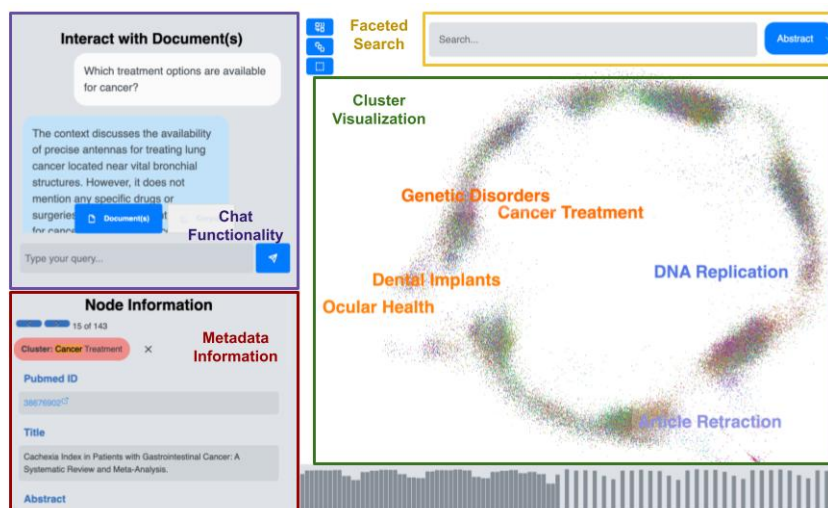 Interact with Document(s)
Which treatment options are available
for cancer?
The context discusses the availability
of precise antennas for treating lung
cancer located near vital bronchial
structures. However, it does not
mention any specific drugs or
surgeries
Document(s)
for cance
Chat
Functionality
Type your query...
Node Information
15 of 143
Metadata
Information
Cluster: Cancer Treatment
Pubmed ID
38676902
Title
Cachexia Index in Patients with Gastrointestinal Cancer: A
Systematic Review and Meta-Analysis.
Abstract
Faceted
Search
Search...
Abstract
Cluster
Visualization
Genetic Disorders
Cancer Treatment
Dental Implants
DNA Replication
Ocular Health
Article Retraction